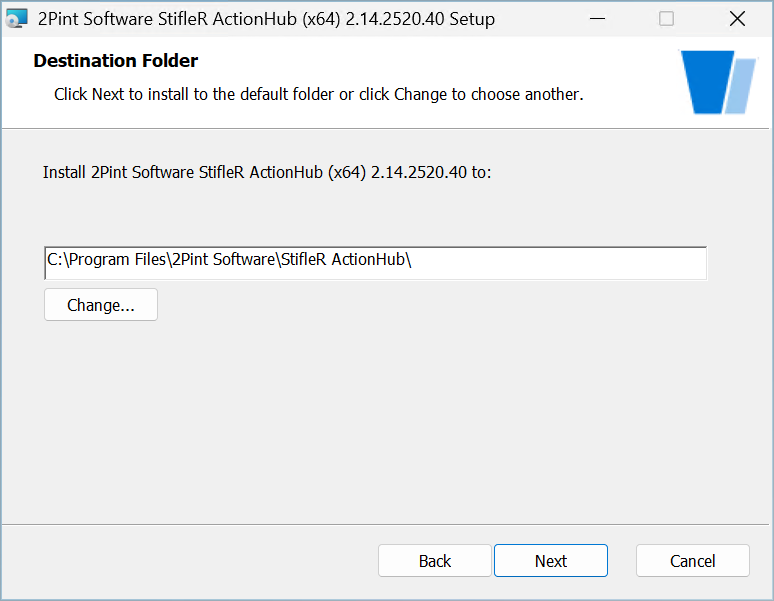 2Pint Software StifleR ActionHub (x64) 2.14.2520.40 Setup
Destination Folder
Click Next to install to the default folder or click Change to choose another.
Install 2Pint Software StifleR ActionHub (x64) 2.14.2520.40 to:
C:\Program Files\2Pint Software\StifleR ActionHub\
Change...
Back Next Cancel